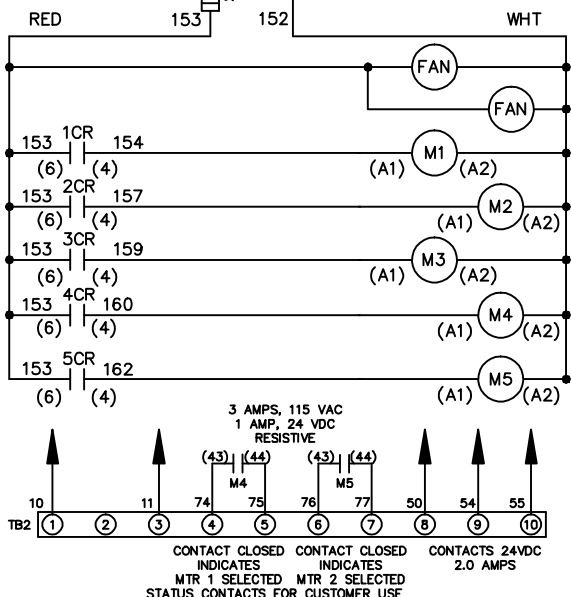 RED 153 152 WHT
FAN
FAN
1CR
153 154
(6) (4) (A1) M1 (A2)
2CR
153 157
(6) (4) (A1) M2 (A2)
3CR
153 159
(6) (4) (A1) M3 (A2)
4CR
153 160
(6) (4) (A1) M4 (A2)
5CR
153 162
(6) (4) (A1) M5 (A2)
3 AMPS, 115 VAC
1 AMP, 24 VDC
RESISTIVE
(43) (44) (43) (44)
M4 M5
10 11 74 75 76 77 50 54 55
TB2 1 2 3 4 5 6 7 8 9 10
CONTACT CLOSED CONTACT CLOSED CONTACTS 24VDC
INDICATES INDICATES 2.0 AMPS
MTR 1 SELECTED MTR 2 SELECTED
STATUS CONTACTS FOR CUSTOMER USE